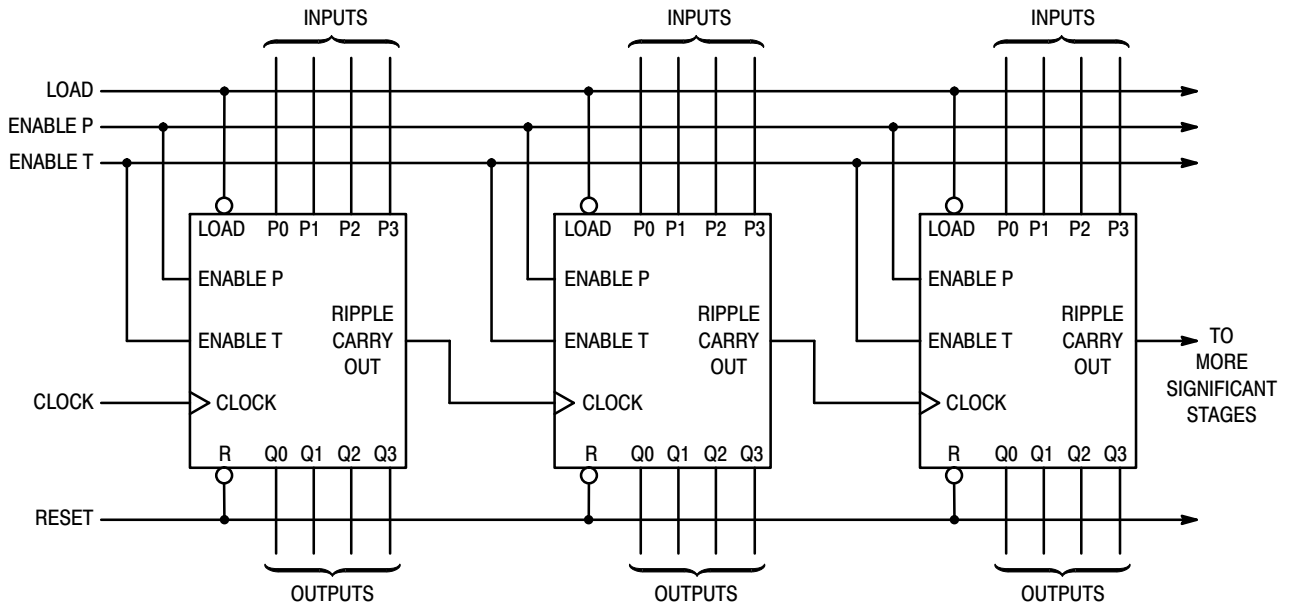 INPUTS INPUTS INPUTS
LOAD
ENABLE P
ENABLE T
LOAD P0 P1 P2 P3 LOAD P0 P1 P2 P3 LOAD P0 P1 P2 P3
ENABLE P ENABLE P ENABLE P
RIPPLE RIPPLE RIPPLE
ENABLE T CARRY ENABLE T CARRY ENABLE T CARRY TO
OUT OUT OUT MORE
SIGNIFICANT
CLOCK CLOCK CLOCK CLOCK STAGES
R Q0 Q1 Q2 Q3 R Q0 Q1 Q2 Q3 R Q0 Q1 Q2 Q3
RESET
OUTPUTS OUTPUTS OUTPUTS